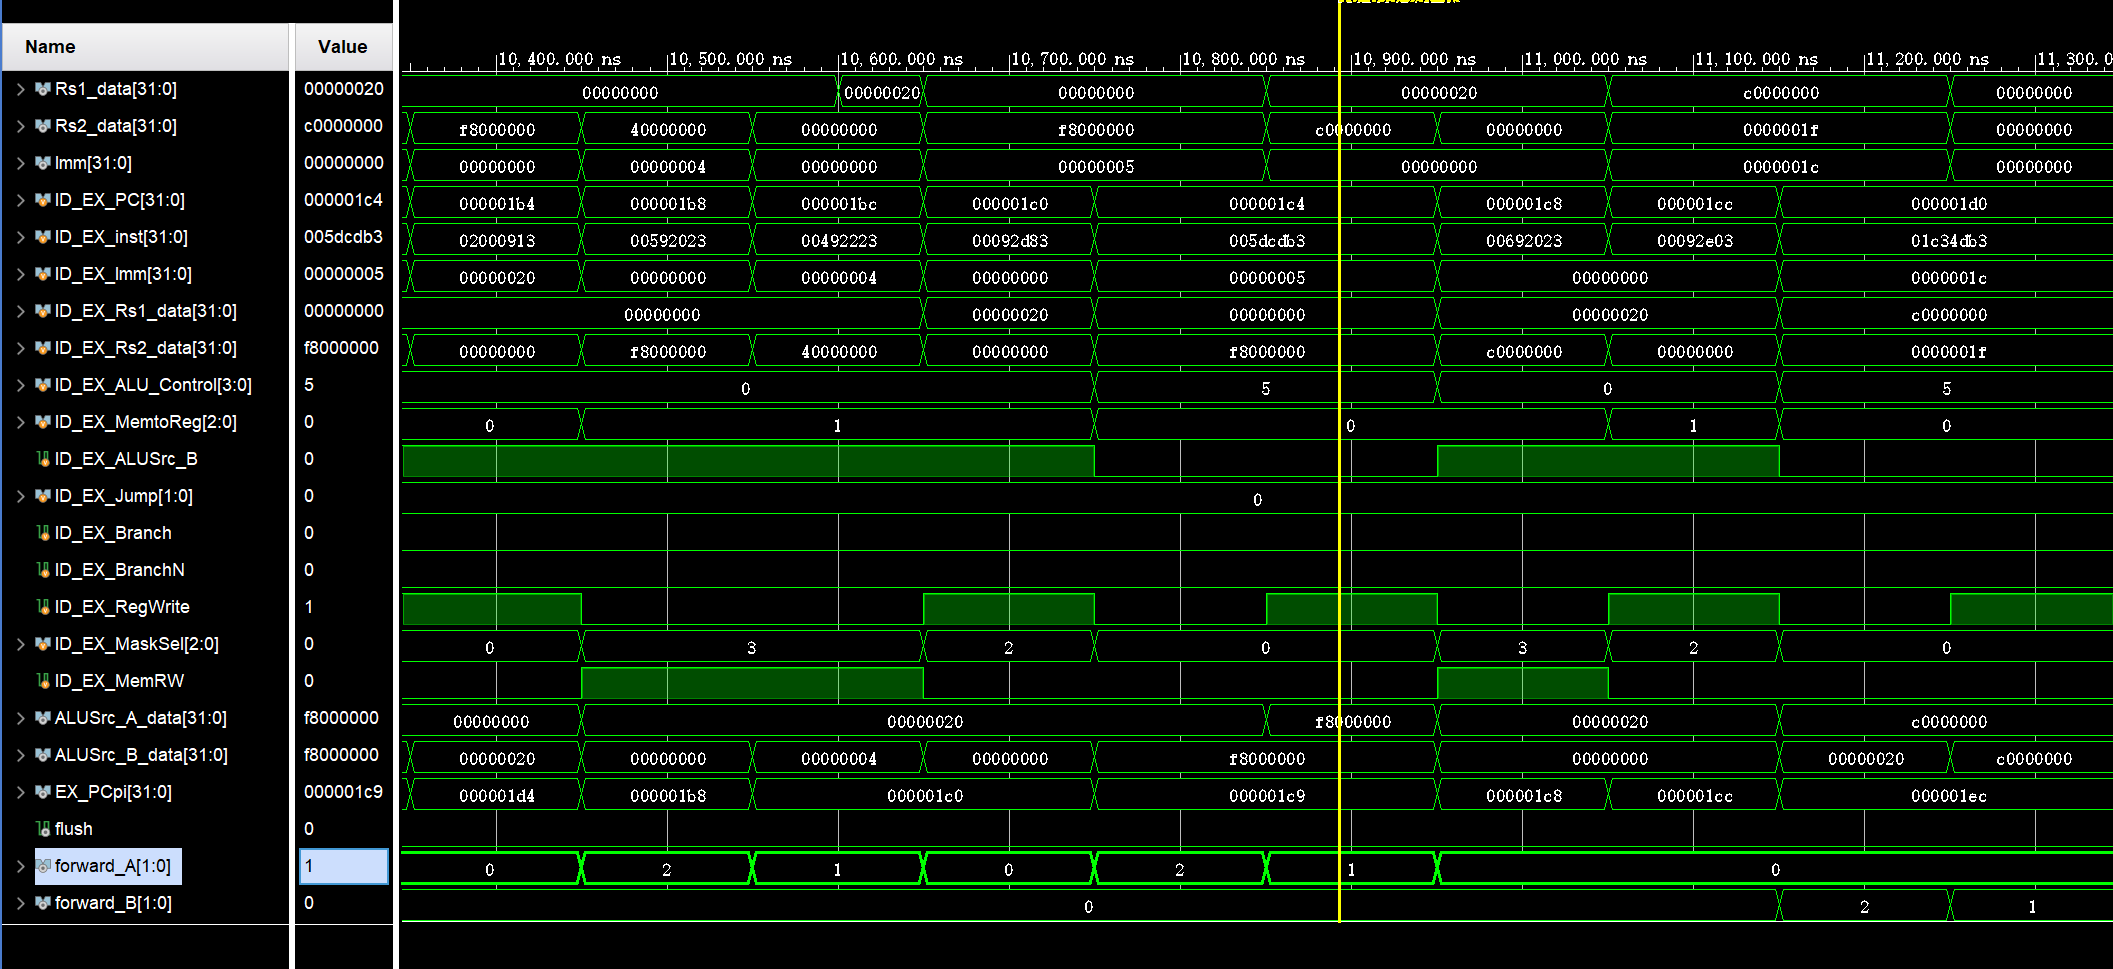 Name Value
10,400.000 ns 10,500.000 ns 10,600.000 ns 10,700.000 ns 10,800.000 ns 10,900.000 ns 11,000.000 ns 11,100.000 ns 11,200.000 ns 11,300.0
Rs1_data[31:0] 00000020 00000000 00000020 00000000 00000020 c0000000 00000000
Rs2_data[31:0] c0000000 f8000000 40000000 00000000 f8000000 c0000000 00000000 0000001f 00000000
Imm[31:0] 00000000 00000000 00000004 00000000 00000005 00000000 0000001c 00000000
ID_EX_PC[31:0] 000001c4 000001b4 000001b8 000001bc 000001c0 000001c4 000001c8 000001cc 000001d0
ID_EX_inst[31:0] 005dcdb3 02000913 00592023 00492223 00092d83 005dcdb3 00692023 00092e03 01c34db3
ID_EX_Imm[31:0] 00000005 00000020 00000000 00000004 00000000 00000005 00000000 0000001c
ID_EX_Rs1_data[31:0] 00000000 00000000 00000020 00000000 00000020 c0000000
ID_EX_Rs2_data[31:0] f8000000 00000000 f8000000 40000000 00000000 f8000000 c0000000 00000000 0000001f
ID_EX_ALU_Control[3:0] 5 0 5 0 5
ID_EX_MemtoReg[2:0] 0 0 1 0 1 0
ID_EX_ALUSrc_B 0
ID_EX_Jump[1:0] 0 0
ID_EX_Branch 0
ID_EX_BranchN 0
ID_EX_RegWrite 1
ID_EX_MaskSel[2:0] 0 0 3 2 0 3 2 0
ID_EX_MemRW 0
ALUSrc_A_data[31:0] f8000000 00000000 00000020 f8000000 00000020 c0000000
ALUSrc_B_data[31:0] f8000000 00000020 00000000 00000004 00000000 f8000000 00000000 00000020 c0000000
EX_PCpi[31:0] 000001c9 000001d4 000001b8 000001c0 000001c9 000001c8 000001cc 000001ec
flush 0
forward_A[1:0] 1 0 2 1 0 2 1 0
forward_B[1:0] 0 0 2 1